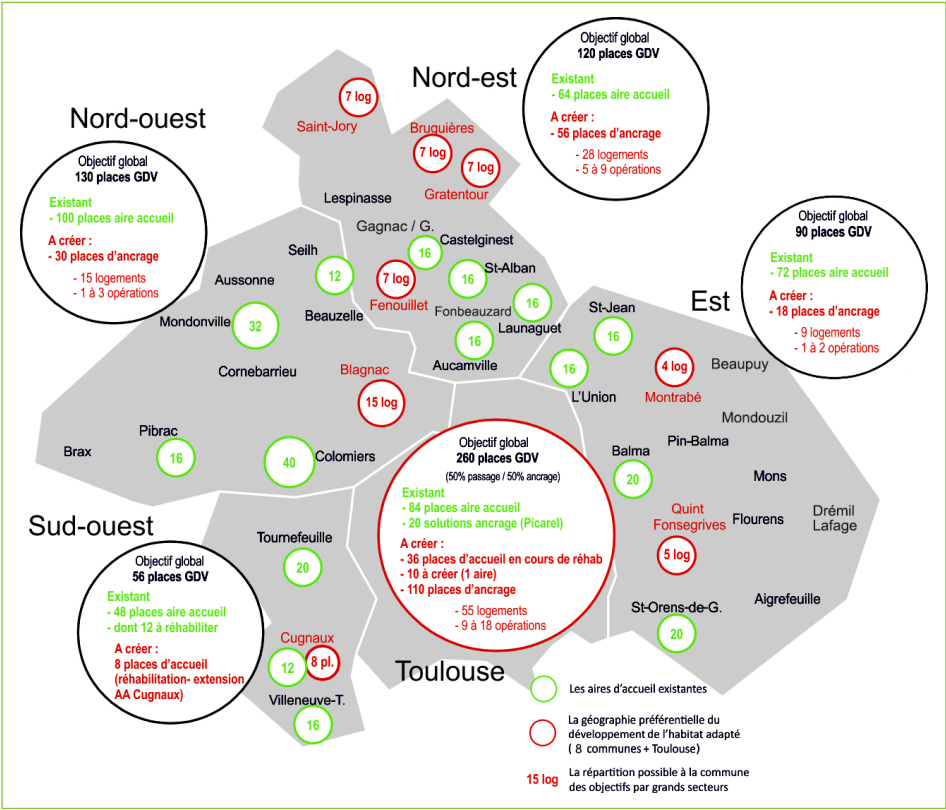 Nord-est
Objectif global
120 places GDV
Existant
- 64 places aire accueil
A créer :
- 56 places d'ancrage
- 28 logements
- 5 à 9 opérations
Nord-ouest
Objectif global
130 places GDV
Existant
- 100 places aire accueil
A créer :
- 30 places d'ancrage
- 15 logements
- 1 à 3 opérations
Est
Objectif global
90 places GDV
Existant
- 72 places aire accueil
A créer :
- 18 places d'ancrage
- 9 logements
- 1 à 2 opérations
7 log
Saint-Jory
Bruguières
7 log
7 log
Gratentour
Lespinasse
Gagnac / G.
16
Castelginest
7 log
Fenouillet
16
St-Alban
Fonbeauzard
16
Launaguet
16
Aucamville
Seilh
12
Aussonne
Beauzelle
Mondonville
32
Cornebarrieu
Blagnac
15 log
Brax
Pibrac
16
40
Colomiers
St-Jean
16
16
L'Union
4 log
Montrabé
Beaupuy
Mondouzil
Pin-Balma
Balma
20
Mons
Quint
Fonsegrives
5 log
Flourens
Drémil
Lafage
Aigrefeuille
St-Orens-de-G.
20
Objectif global
260 places GDV
(50% passage / 50% ancrage)
Existant
- 84 places aire accueil
- 20 solutions ancrage (Picarel)
A créer :
- 36 places d'accueil en cours de réhab
- 10 à créer (1 aire)
- 110 places d'ancrage
- 55 logements
- 9 à 18 opérations
Toulouse
Sud-ouest
Objectif global
56 places GDV
Existant
- 48 places aire accueil
- dont 12 à réhabiliter
A créer :
8 places d'accueil
(réhabilitation- extension
AA Cugnaux)
Tournefeuille
20
Cugnaux
12
8 pl.
Villeneuve-T.
16
Les aires d'accueil existantes
La géographie préférentielle du
développement de l'habitat adapté
( 8 communes + Toulouse)
15 log
La répartition possible à la commune
des objectifs par grands secteurs